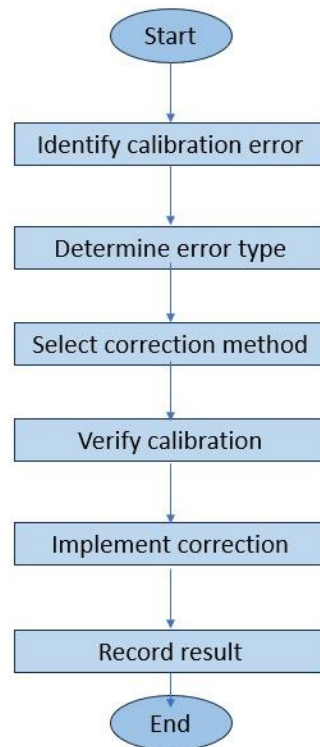 Start
Identify calibration error
Determine error type
Select correction method
Verify calibration
Implement correction
Record result
End